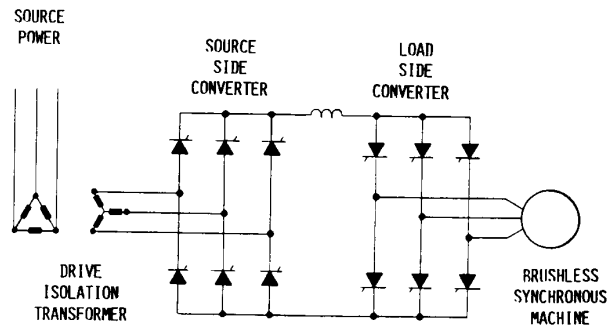 SOURCE
POWER
SOURCE
SIDE
CONVERTER
LOAD
SIDE
CONVERTER
DRIVE
ISOLATION
TRANSFORMER
BRUSHLESS
SYNCHRONOUS
MACHINE